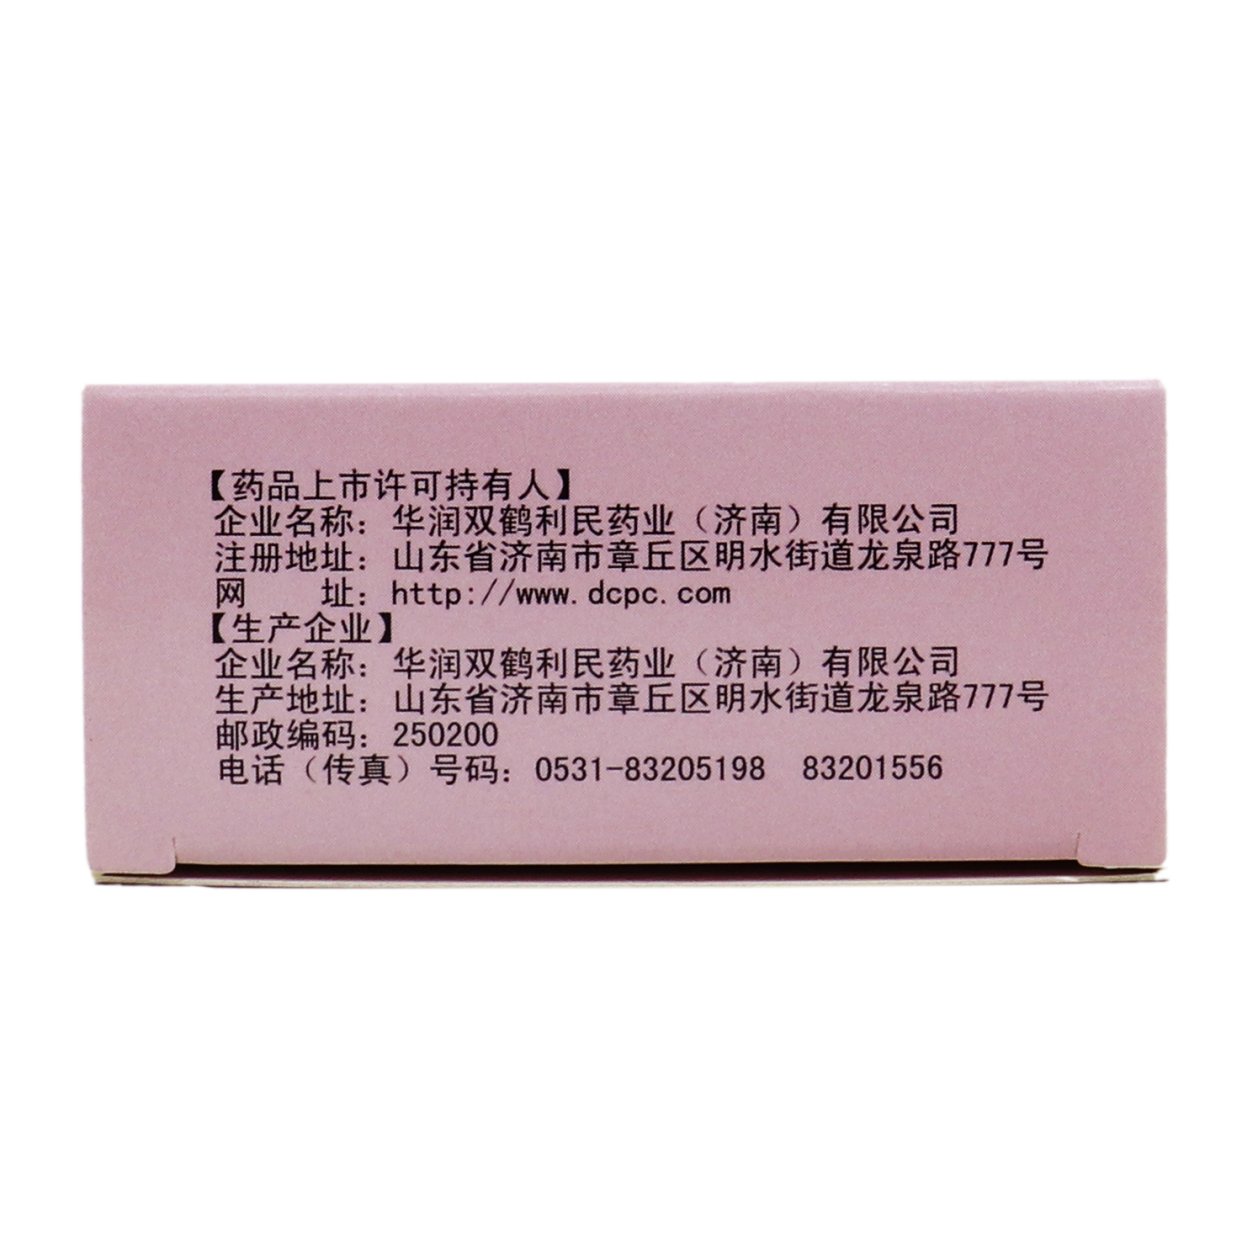 【药品上市许可持有人】
企业名称：华润双鹤利民药业（济南）有限公司
注册地址：山东省济南市章丘区明水街道龙泉路777号
网　　址：http://www.dcpc.com
【生产企业】
企业名称：华润双鹤利民药业（济南）有限公司
生产地址：山东省济南市章丘区明水街道龙泉路777号
邮政编码：250200
电话（传真）号码：0531-83205198　83201556